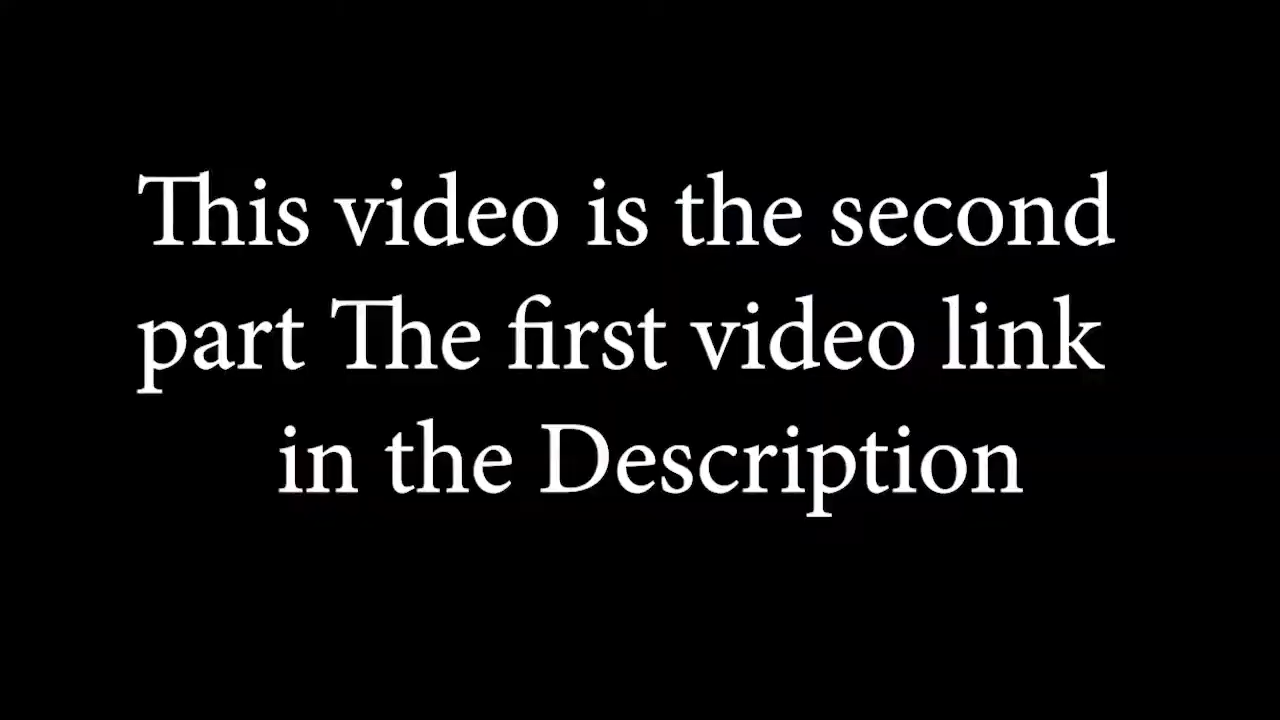 This video is the second
part The first video link
in the Description